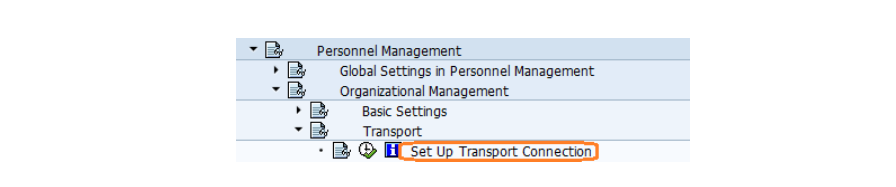 Personnel Management
Global Settings in Personnel Management
Organizational Management
Basic Settings
Transport
Set Up Transport Connection